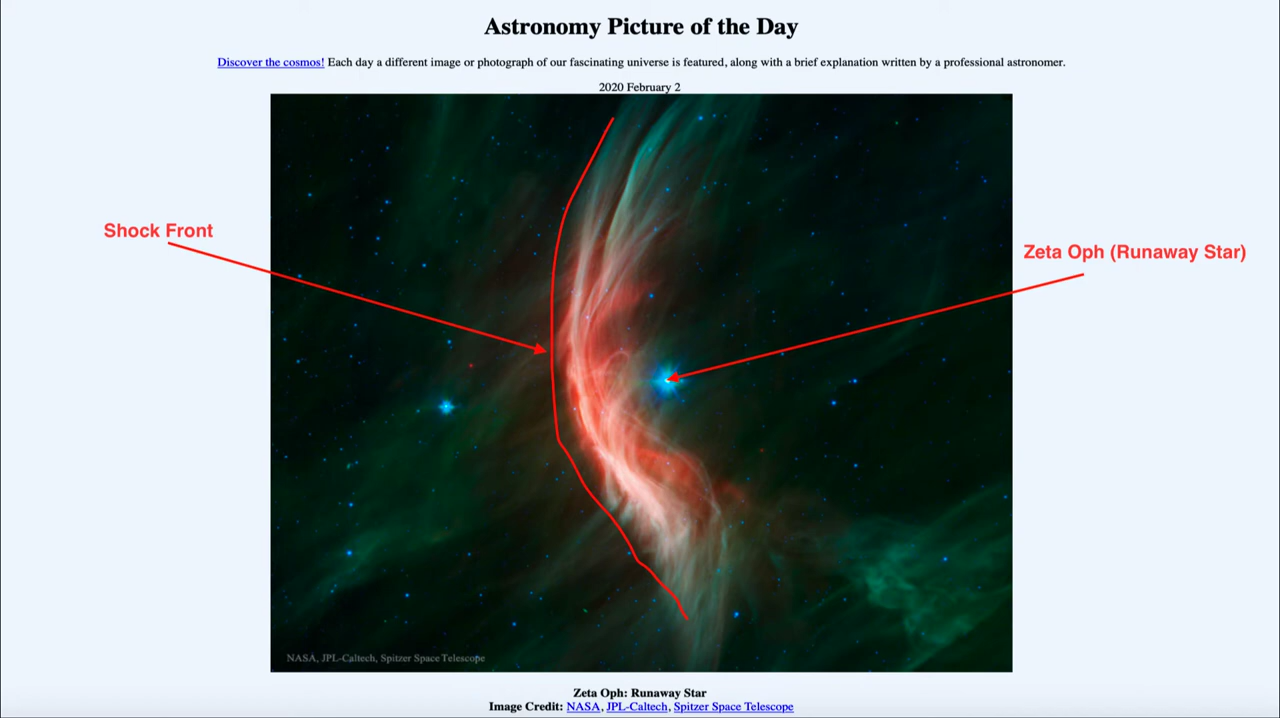 Astronomy Picture of the Day
Discover the cosmos! Each day a different image or photograph of our fascinating universe is featured, along with a brief explanation written by a professional astronomer.
2020 February 2
Shock Front
Zeta Oph (Runaway Star)
NASA, JPL-Caltech, Spitzer Space Telescope
Zeta Oph: Runaway Star
Image Credit: NASA, JPL-Caltech, Spitzer Space Telescope